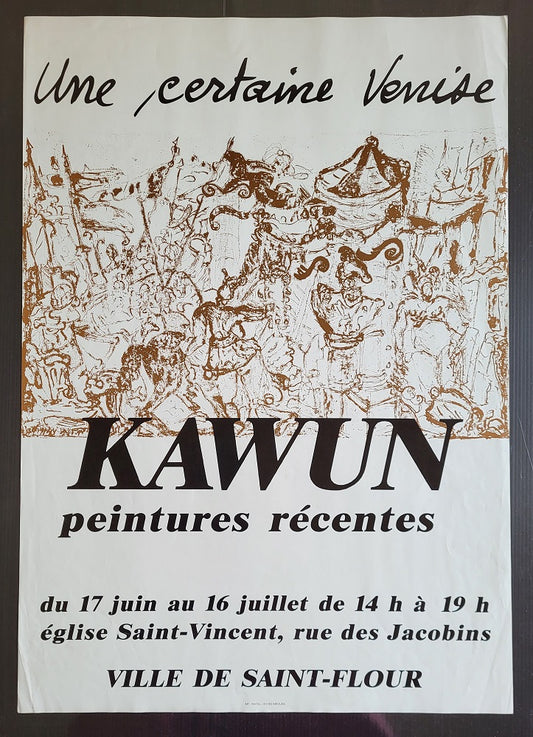 Une certaine Venise
KAWUN
peintures récentes
du 17 juin au 16 juillet de 14 h à 19 h
église Saint-Vincent, rue des Jacobins
VILLE DE SAINT-FLOUR